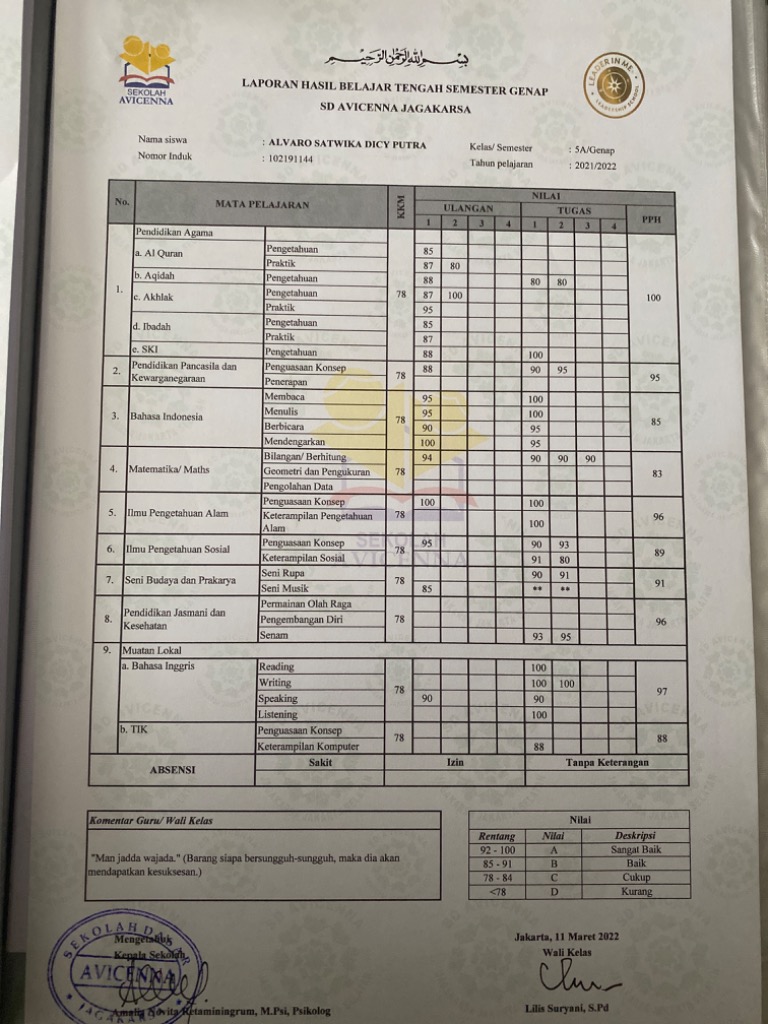 SEKOLAH
AVICENNA
بسم الله الرحمن الرحيم
LEADER IN ME
LEADERSHIP SCHOOL
LAPORAN HASIL BELAJAR TENGAH SEMESTER GENAP
SD AVICENNA JAGAKARSA
Nama siswa : ALVARO SATWIKA DICY PUTRA Kelas/ Semester : 5A/Genap
Nomor Induk : 102191144 Tahun pelajaran : 2021/2022
No. MATA PELAJARAN KKM NILAI
ULANGAN TUGAS PPH
1 2 3 4 1 2 3 4
1. Pendidikan Agama 78 100
a. Al Quran Pengetahuan 85
Praktik 87 80
b. Aqidah Pengetahuan 88 80 80
c. Akhlak Pengetahuan 87 100
Praktik 95
d. Ibadah Pengetahuan 85
Praktik 87
e. SKI Pengetahuan 88 100
2. Pendidikan Pancasila dan Kewarganegaraan Penguasaan Konsep 78 88 90 95 95
Penerapan
3. Bahasa Indonesia Membaca 78 95 100 85
Menulis 95 100
Berbicara 90 95
Mendengarkan 100 95
4. Matematika/ Maths Bilangan/ Berhitung 78 94 90 90 90 83
Geometri dan Pengukuran
Pengolahan Data
5. Ilmu Pengetahuan Alam Penguasaan Konsep 78 100 100 96
Keterampilan Pengetahuan Alam 100
6. Ilmu Pengetahuan Sosial Penguasaan Konsep 78 95 90 93 89
Keterampilan Sosial 91 80
7. Seni Budaya dan Prakarya Seni Rupa 78 90 91 91
Seni Musik 85 ** **
8. Pendidikan Jasmani dan Kesehatan Permainan Olah Raga 78 96
Pengembangan Diri
Senam 93 95
9. Muatan Lokal
a. Bahasa Inggris Reading 78 100 97
Writing 100 100
Speaking 90 90
Listening 100
b. TIK Penguasaan Konsep 78 88
Keterampilan Komputer 88
ABSENSI Sakit Izin Tanpa Keterangan
SEKOLAH
AVICENNA
Komentar Guru/ Wali Kelas
"Man jadda wajada." (Barang siapa bersungguh-sungguh, maka dia akan
mendapatkan kesuksesan.)
Nilai
Rentang Nilai Deskripsi
92 - 100 A Sangat Baik
85 - 91 B Baik
78 - 84 C Cukup
<78 D Kurang
Jakarta, 11 Maret 2022
Mengetahui Wali Kelas
Kepala Sekolah
SEKOLAH DASAR
AVICENNA
JAGAKARSA
Amalia Novita Retaminingrum, M.Psi, Psikolog Lilis Suryani, S.Pd